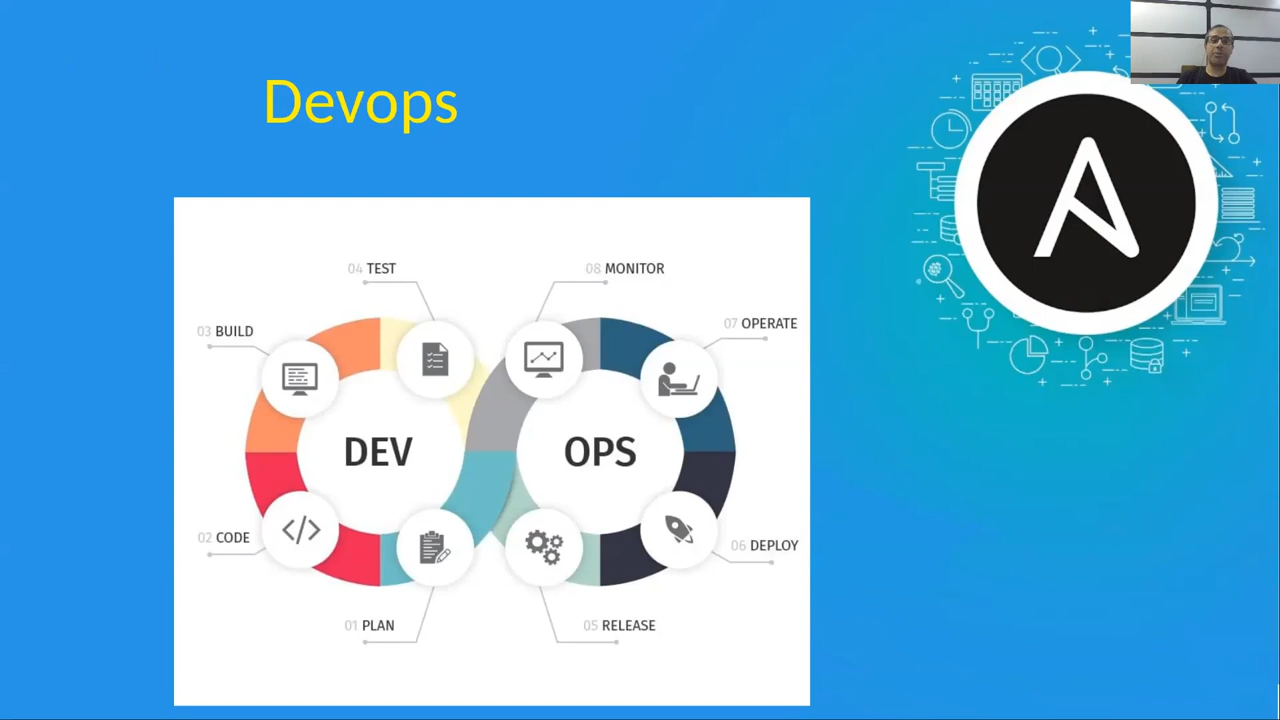 Devops
04 TEST
08 MONITOR
03 BUILD
07 OPERATE
DEV
OPS
02 CODE
06 DEPLOY
01 PLAN
05 RELEASE